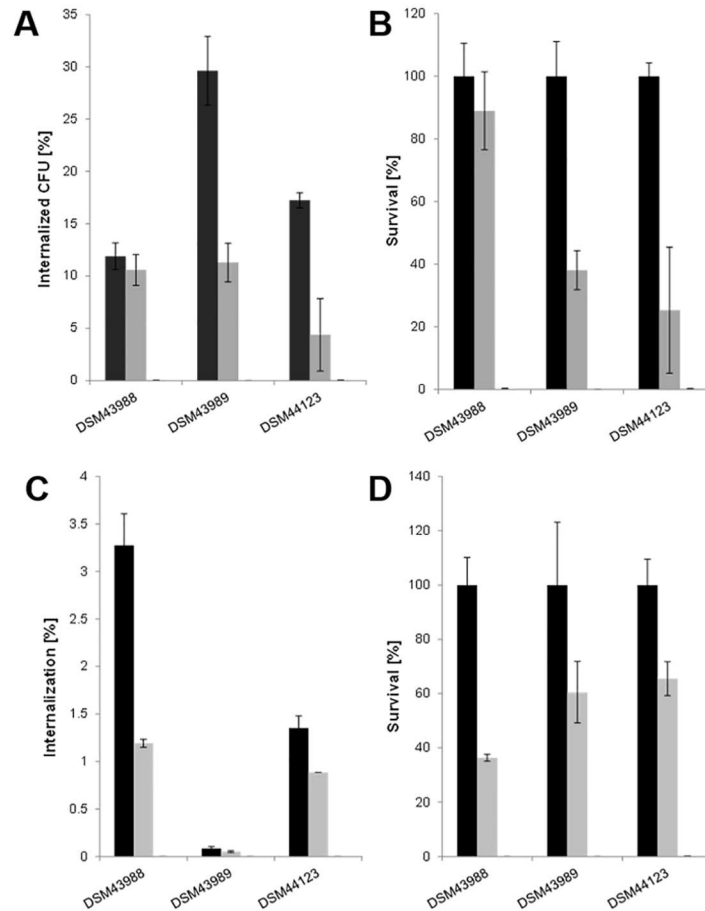 A
Internalized CFU [%]
35
30
25
20
15
10
5
0
DSM43988
DSM43989
DSM44123
B
Survival [%]
120
100
80
60
40
20
0
DSM43988
DSM43989
DSM44123
C
Internalization [%]
4
3.5
3
2.5
2
1.5
1
0.5
0
DSM43988
DSM43989
DSM44123
D
Survival [%]
140
120
100
80
60
40
20
0
DSM43988
DSM43989
DSM44123